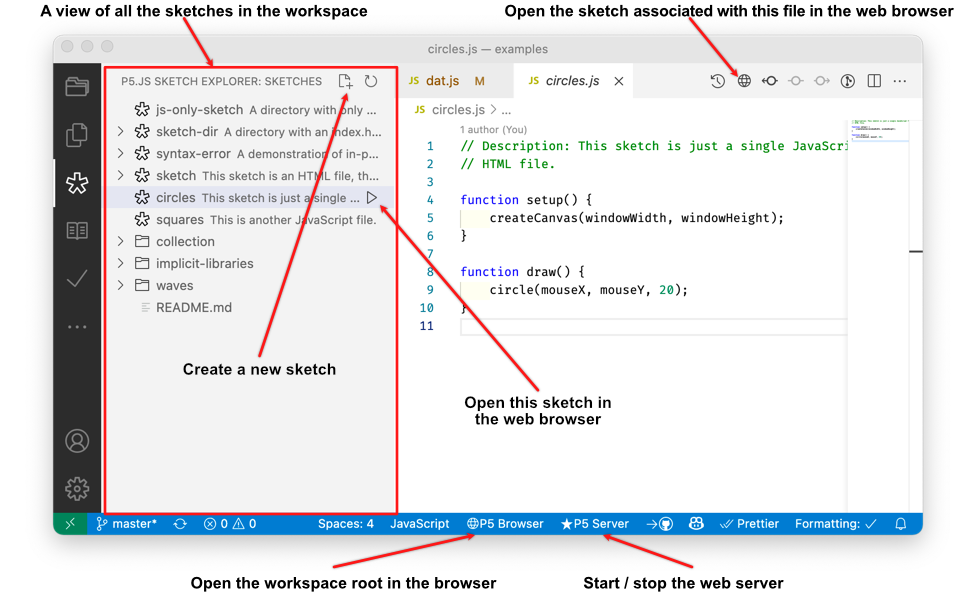 A view of all the sketches in the workspace
Open the sketch associated with this file in the web browser
circles.js — examples
P5.JS SKETCH EXPLORER: SKETCHES
JS dat.js M
JS circles.js
JS circles.js > ...
js-only-sketch A directory with only ...
sketch-dir A directory with an index.h...
syntax-error A demonstration of in-p...
sketch This sketch is an HTML file, th...
circles This sketch is just a single ...
squares This is another JavaScript file.
collection
implicit-libraries
waves
README.md
1 author (You)
1 // Description: This sketch is just a single JavaScri
2 // HTML file.
3
4 function setup() {
5 createCanvas(windowWidth, windowHeight);
6 }
7
8 function draw() {
9 circle(mouseX, mouseY, 20);
10 }
11
Create a new sketch
Open this sketch in
the web browser
master* 0 0 Spaces: 4 JavaScript P5 Browser P5 Server Prettier Formatting:
Open the workspace root in the browser
Start / stop the web server